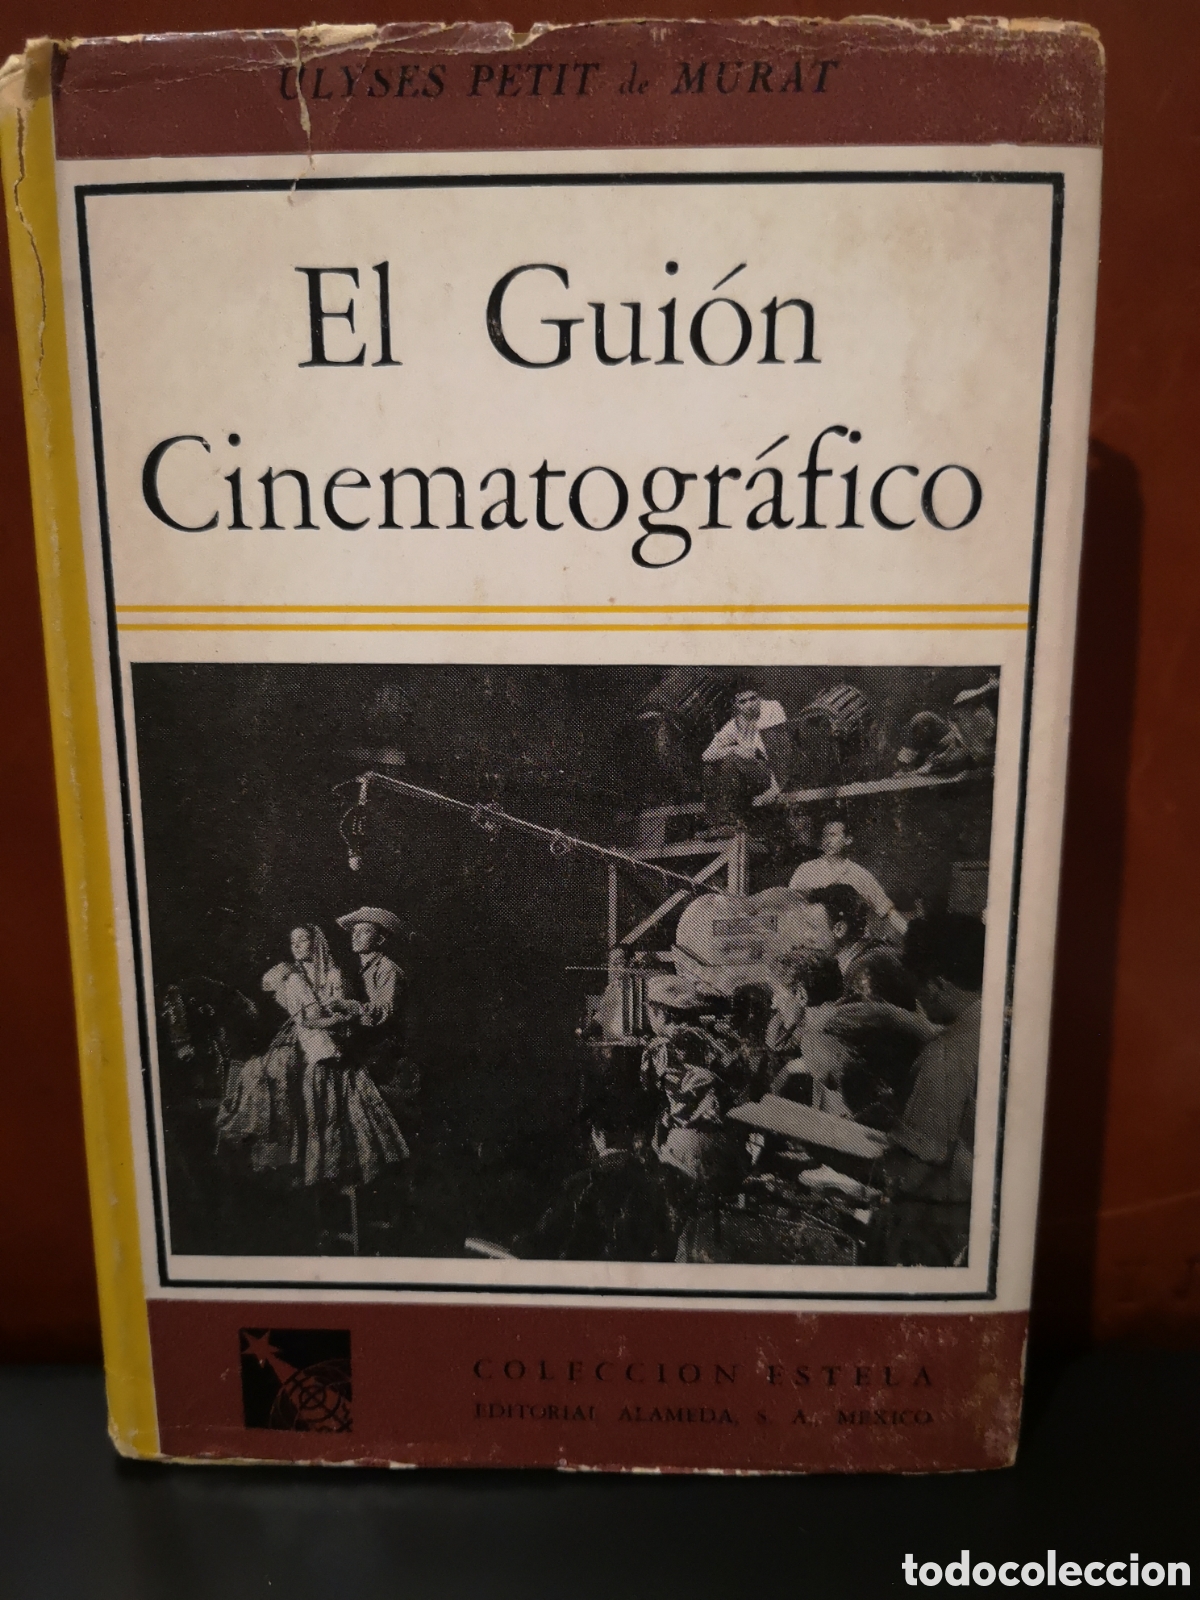 ULYSES PETIT de MURAT
El Guión
Cinematográfico
COLECCION ESTELA
EDITORIAL ALAMEDA, S. A., MEXICO
todocoleccion